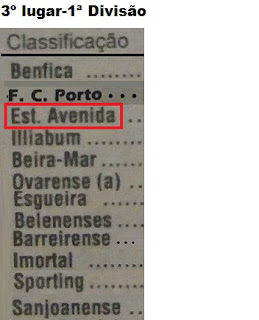 3º lugar-1ª Divisão
Classificação
Benfica ........
F. C. Porto ...
Est. Avenida ..
Illiabum ........
Beira-Mar ......
Ovarense (a) ..
Esgueira .......
Belenenses ....
Barreirense ...
Imortal ........
Sporting ........
Sanjoanense ..